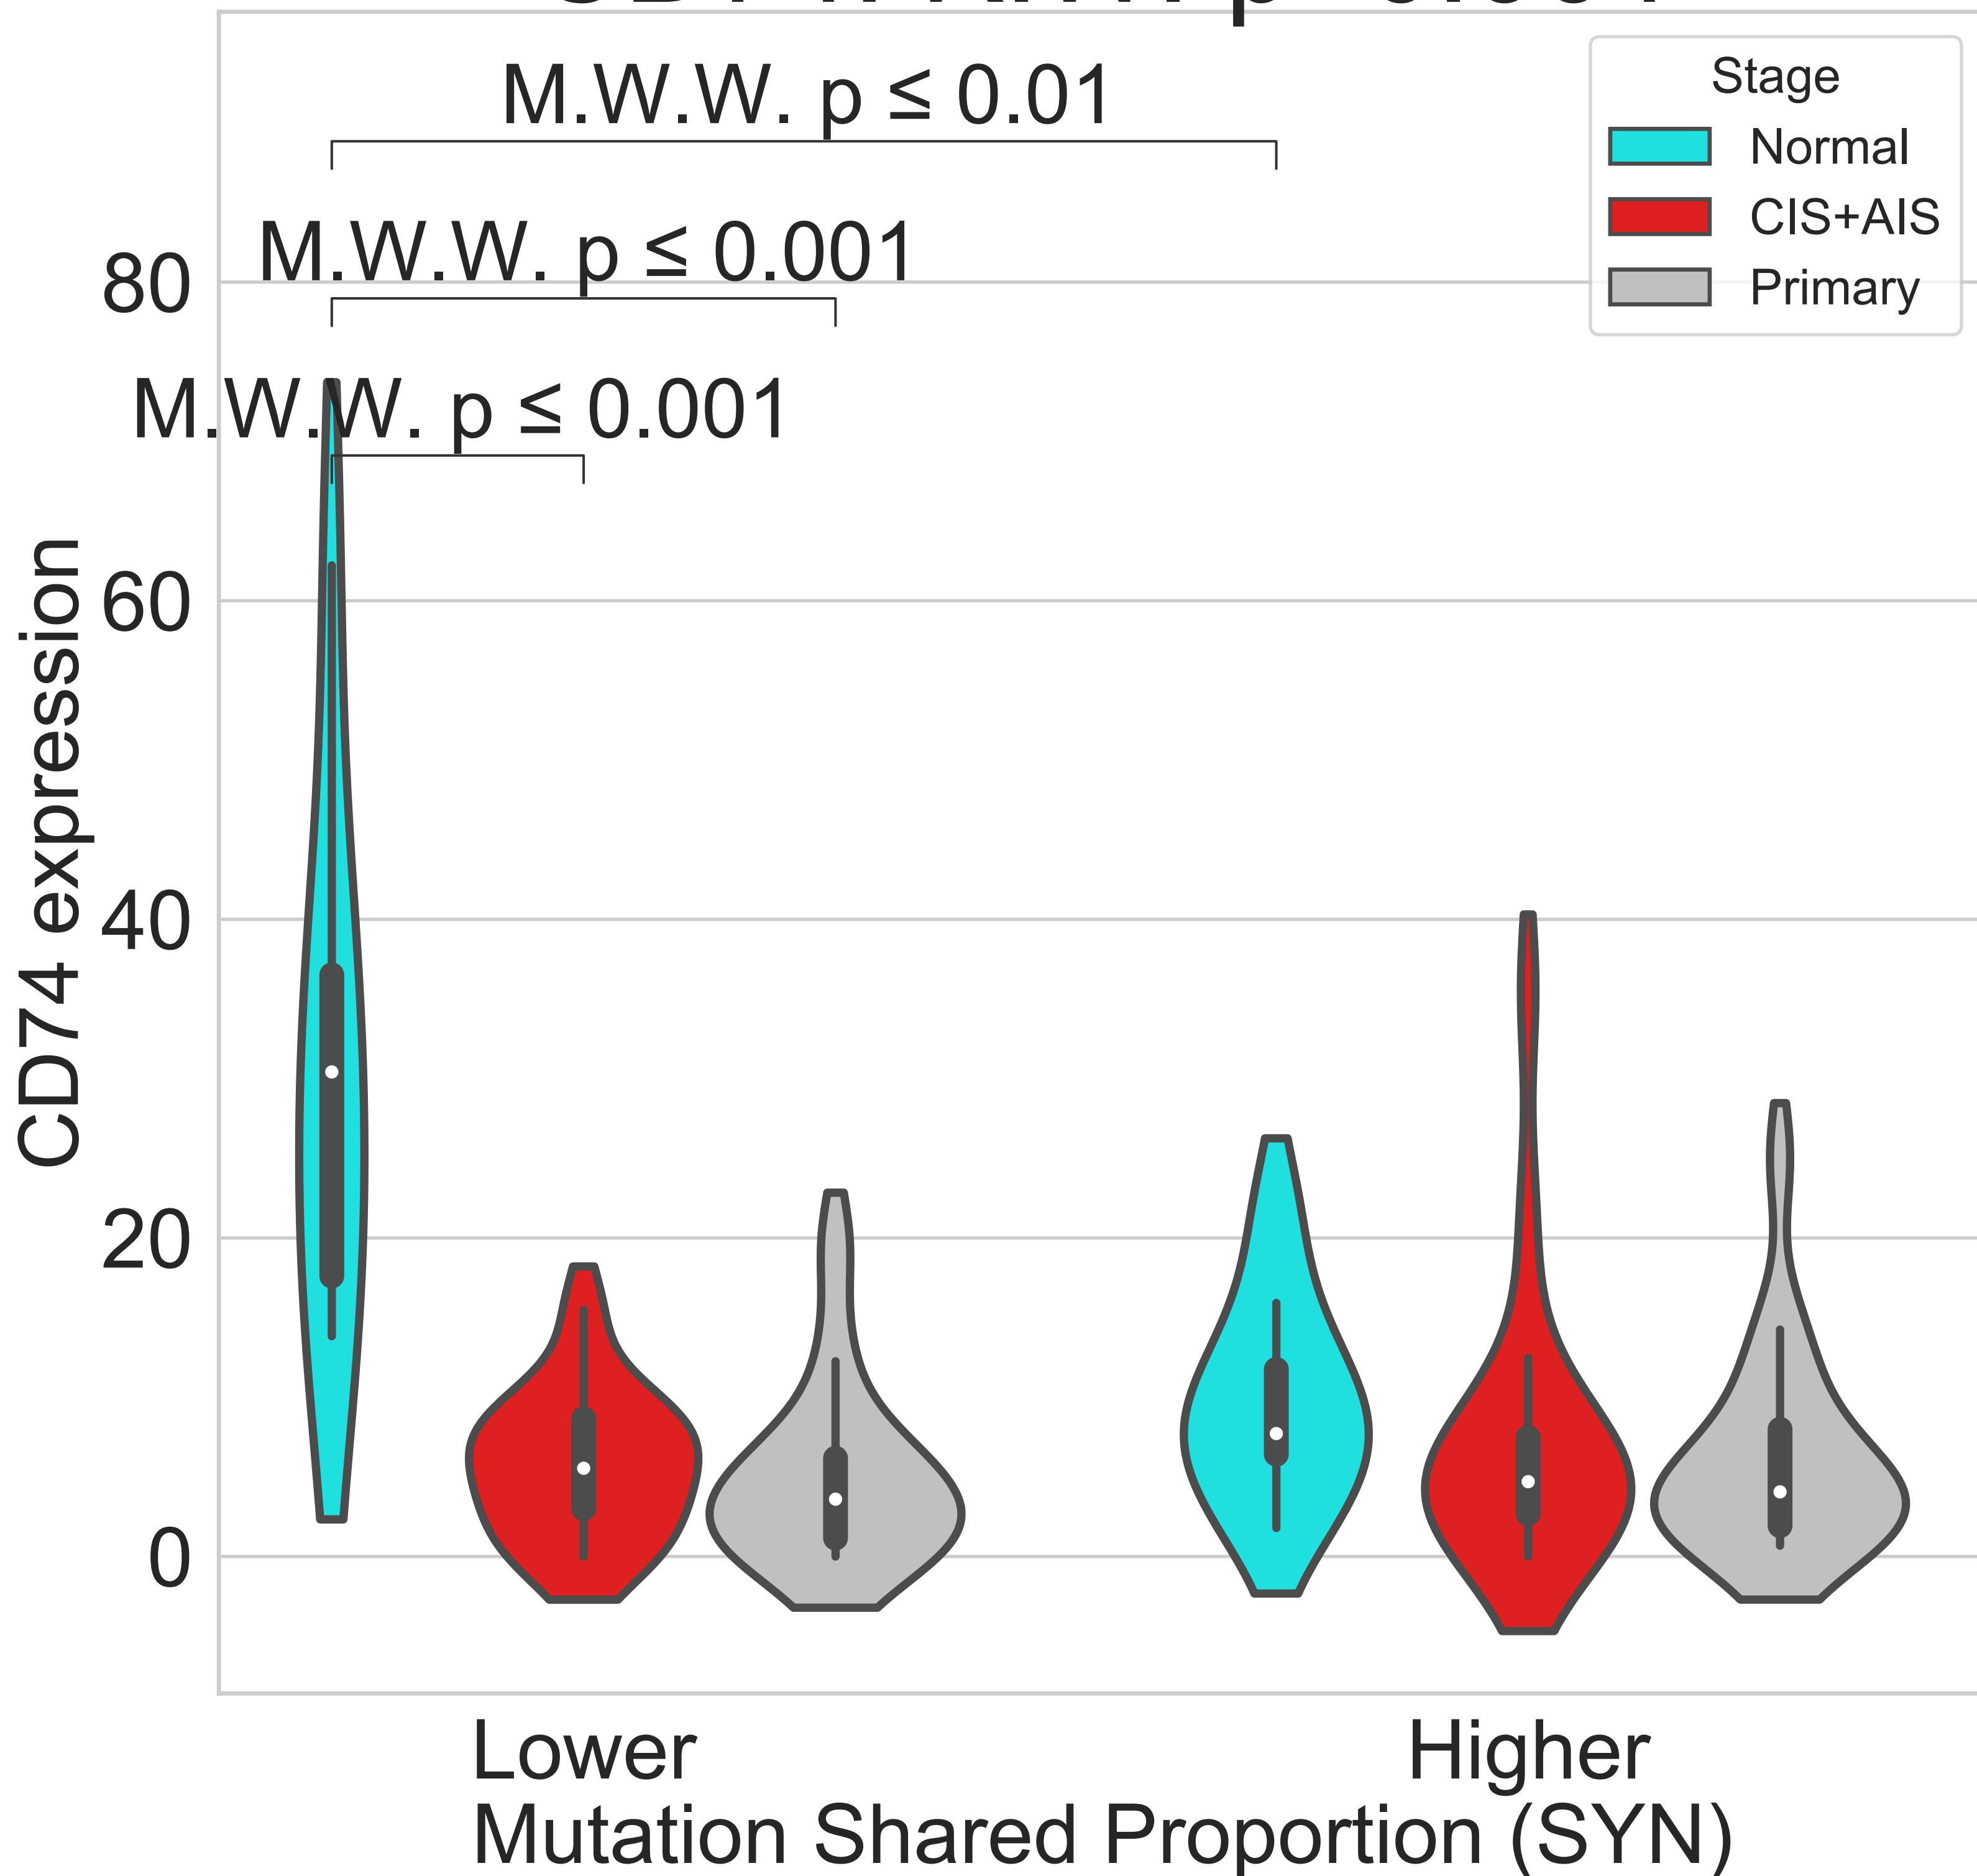 M.W.W. p ≤ 0.01
Stage
Normal
CIS+AIS
Primary
M.W.W. p ≤ 0.001
80
M.W.W. p ≤ 0.001
60
CD74 expression
40
20
0
Lower
Higher
Mutation Shared Proportion (SYN)